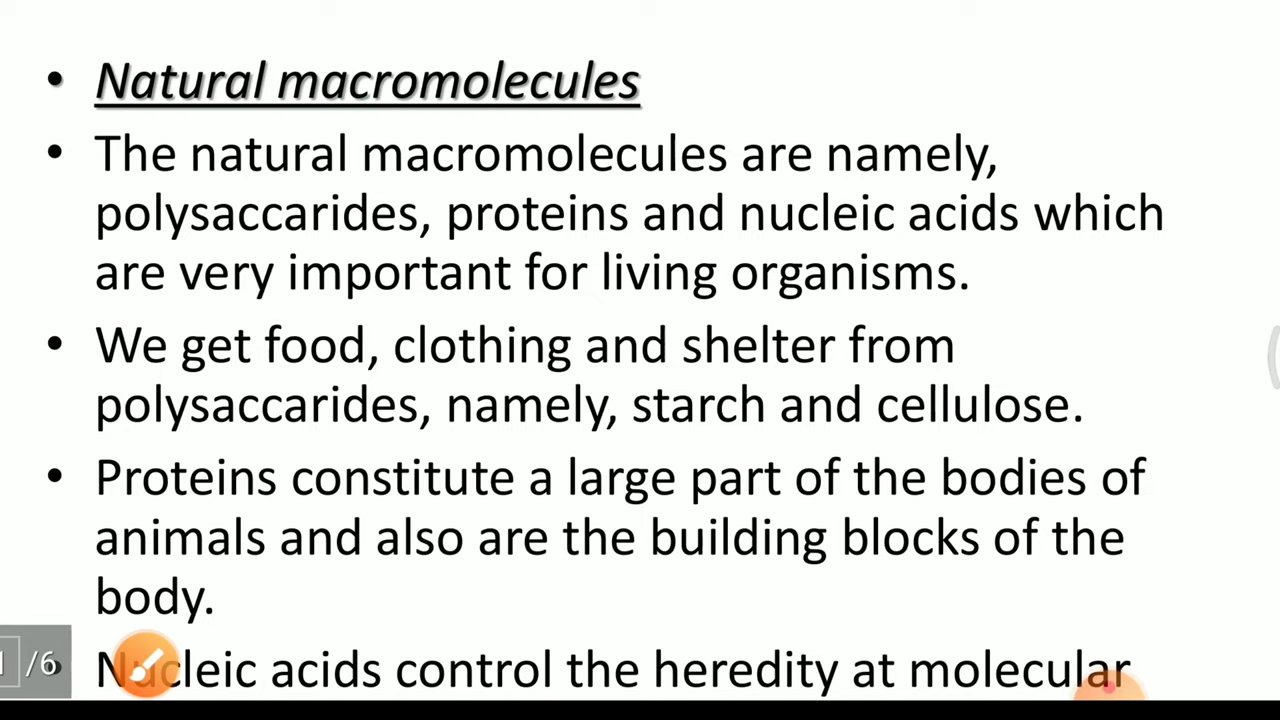 • Natural macromolecules
• The natural macromolecules are namely,
polysaccarides, proteins and nucleic acids which
are very important for living organisms.
• We get food, clothing and shelter from
polysaccarides, namely, starch and cellulose.
• Proteins constitute a large part of the bodies of
animals and also are the building blocks of the
body.
• Nucleic acids control the heredity at molecular
1 /6